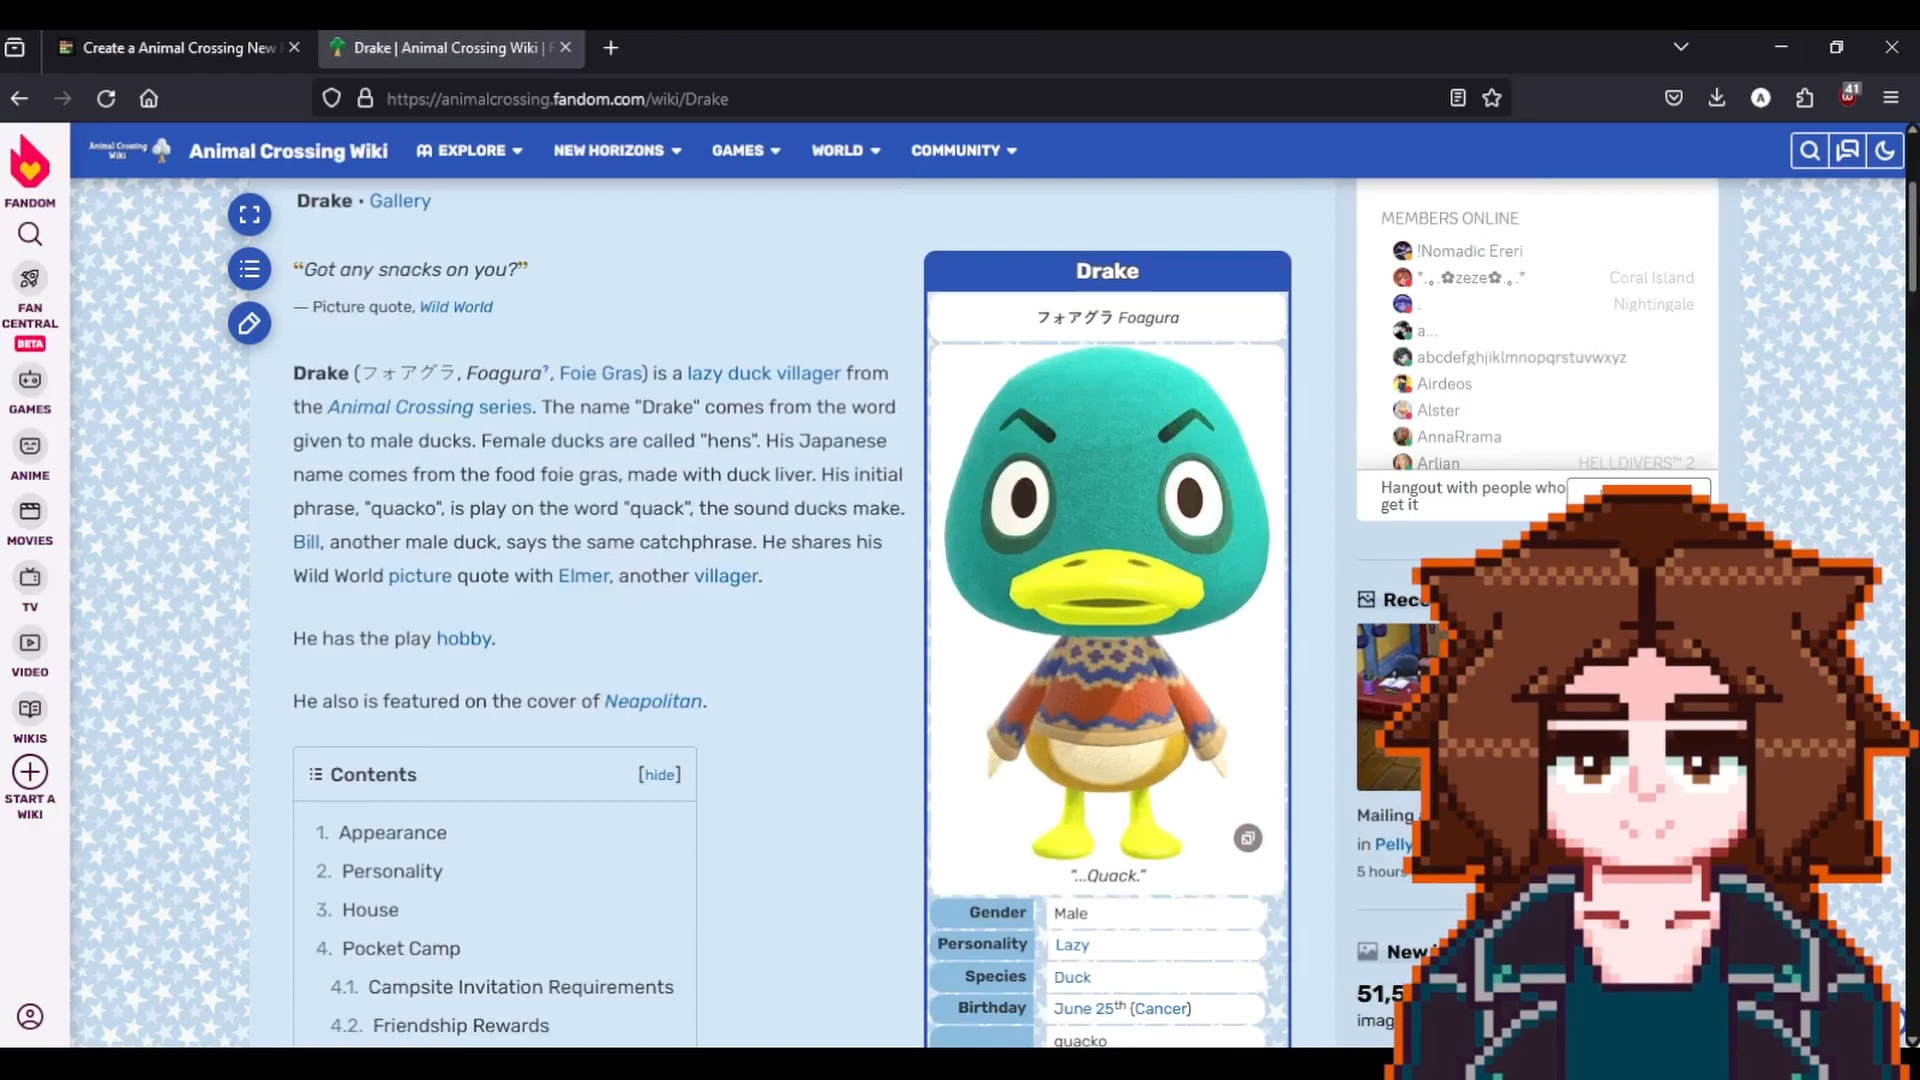 Create a Animal Crossing New
Drake | Animal Crossing Wiki | F
https://animalcrossing.fandom.com/wiki/Drake
A
41
Animal Crossing
Wiki
Animal Crossing Wiki
EXPLORE
NEW HORIZONS
GAMES
WORLD
COMMUNITY
FANDOM
FAN
CENTRAL
BETA
GAMES
ANIME
MOVIES
TV
VIDEO
WIKIS
START A
WIKI
Drake • Gallery
“Got any snacks on you?”
— Picture quote, Wild World
Drake (フォアグラ, Foagura?, Foie Gras) is a lazy duck villager from
the Animal Crossing series. The name "Drake" comes from the word
given to male ducks. Female ducks are called "hens". His Japanese
name comes from the food foie gras, made with duck liver. His initial
phrase, "quacko", is play on the word "quack", the sound ducks make.
Bill, another male duck, says the same catchphrase. He shares his
Wild World picture quote with Elmer, another villager.
He has the play hobby.
He also is featured on the cover of Neapolitan.
Contents [hide]
1. Appearance
2. Personality
3. House
4. Pocket Camp
4.1. Campsite Invitation Requirements
4.2. Friendship Rewards
Drake
フォアグラ Foagura
“...Quack.”
Gender Male
Personality Lazy
Species Duck
Birthday June 25th (Cancer)
quacko
MEMBERS ONLINE
!Nomadic Ereri
*.｡.✿zeze✿.｡.* Coral Island
. Nightingale
a...
abcdefghjiklmnopqrstuvwxyz
Airdeos
Alster
AnnaRrama
Arlian HELLDIVERS™ 2
Hangout with people who
get it
Rece
Mailing
in Pelly
5 hours
New
51,5
imag